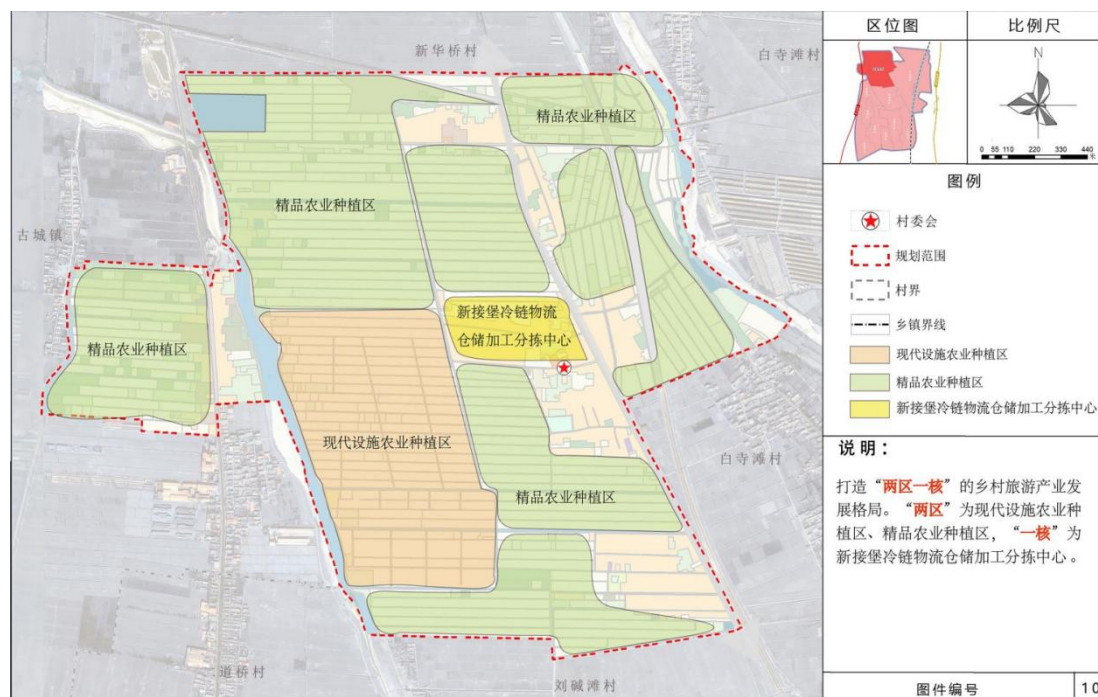 新华桥村
白寺滩村
精品农业种植区
精品农业种植区
古城镇
新接堡冷链物流
仓储加工分拣中心
精品农业种植区
现代设施农业种植区
白寺滩村
精品农业种植区
道桥村
刘碱滩村
区位图
比例尺
N
0 55 110 220 330 440
米
图例
村委会
规划范围
村界
乡镇界线
现代设施农业种植区
精品农业种植区
新接堡冷链物流仓储加工分拣中心
说明：
打造“两区一核”的乡村旅游产业发
展格局。“两区”为现代设施农业种
植区、精品农业种植区，“一核”为
新接堡冷链物流仓储加工分拣中心。
图件编号
10